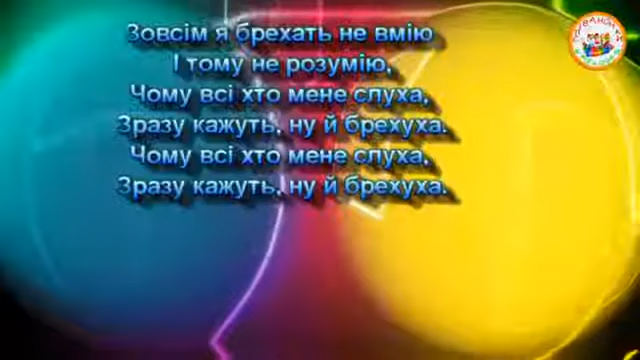 Зовсім я брехать не вмію
І тому не розумію,
Чому всі хто мене слуха,
Зразу кажуть, ну й брехуха.
Чому всі хто мене слуха,
Зразу кажуть, ну й брехуха.